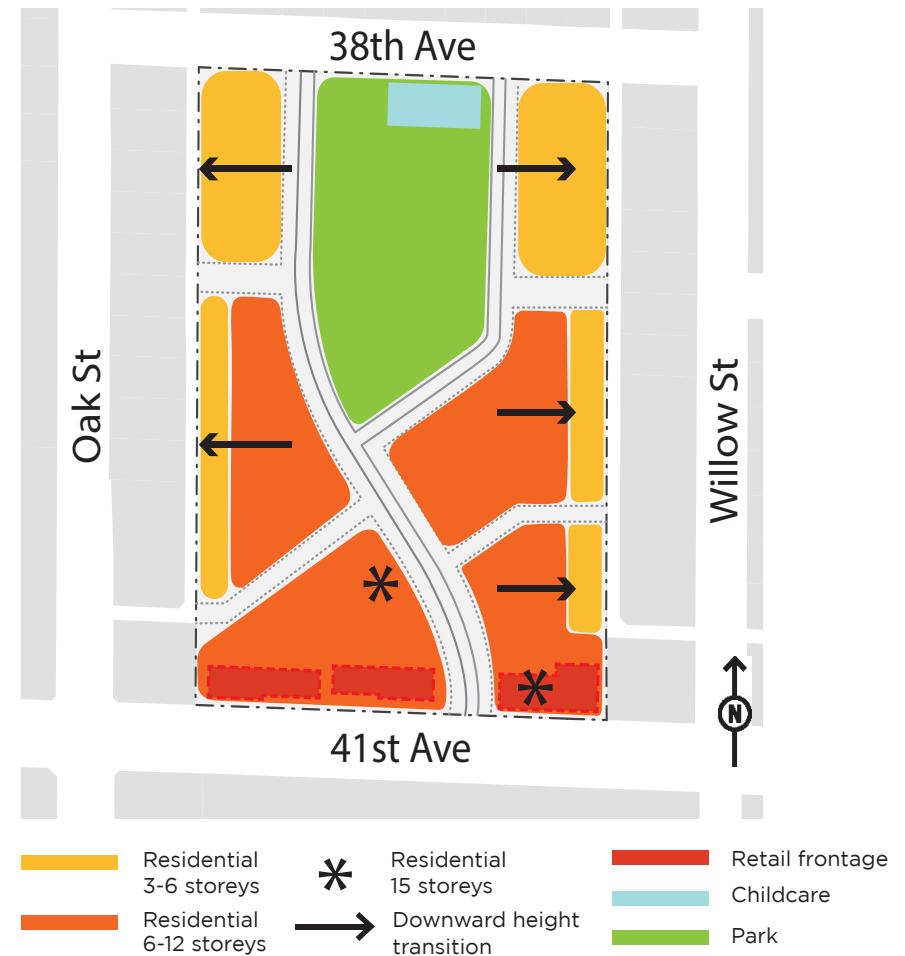 38th Ave
Oak St
Willow St
N
41st Ave
Residential
3-6 storeys
Residential
6-12 storeys
Residential
15 storeys
Downward height
transition
Retail frontage
Childcare
Park